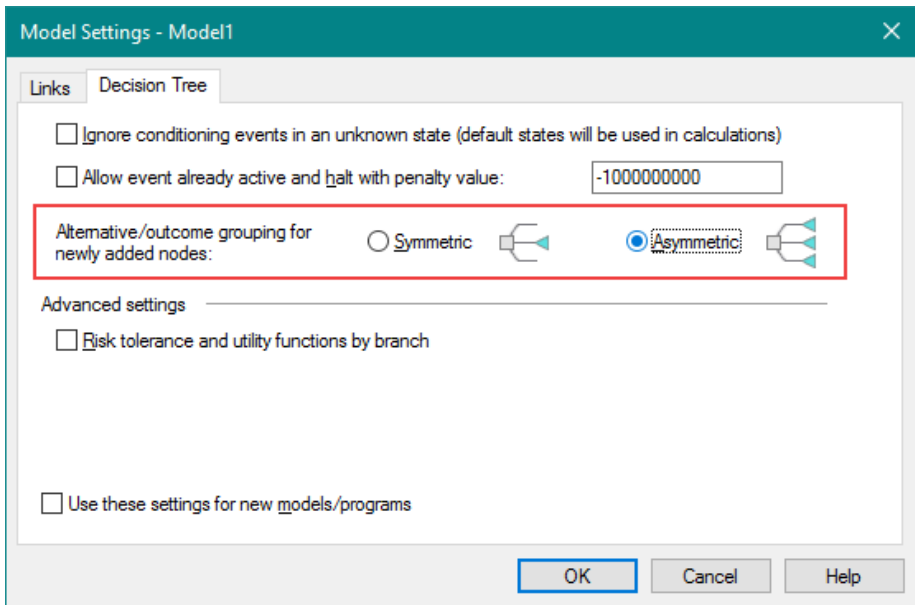 Model Settings - Model1
Links
Decision Tree
Ignore conditioning events in an unknown state (default states will be used in calculations)
Allow event already active and halt with penalty value:
-1000000000
Alternative/outcome grouping for
newly added nodes:
Symmetric
Asymmetric
Advanced settings
Risk tolerance and utility functions by branch
Use these settings for new models/programs
OK
Cancel
Help